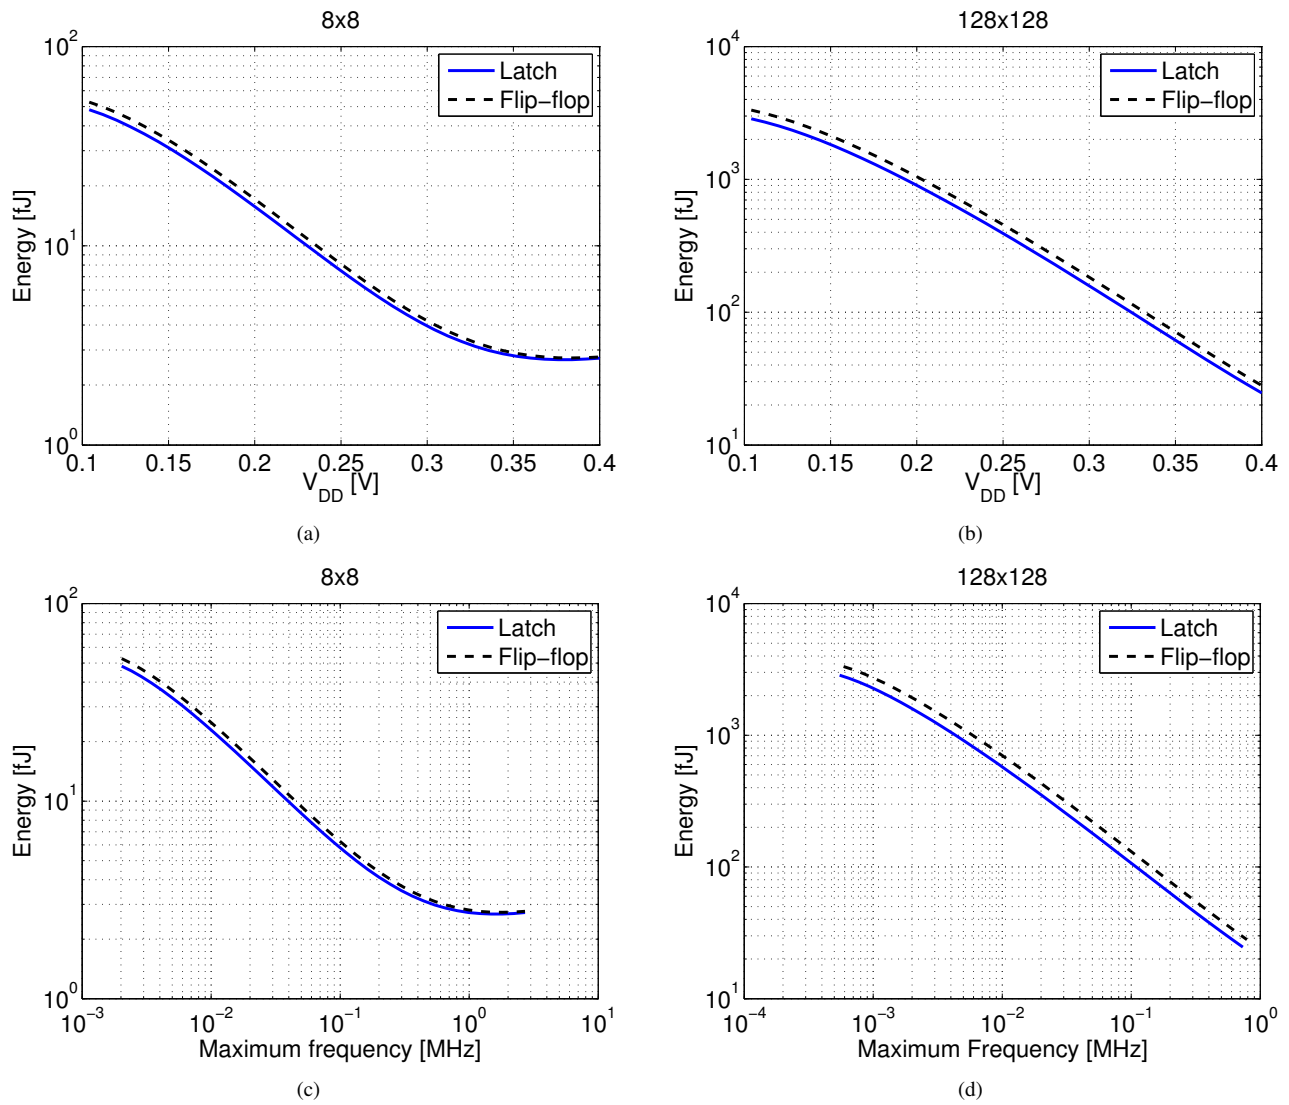 8x8
128x128
10^2
10^1
10^0
Energy [fJ]
Latch
Flip−flop
0.1 0.15 0.2 0.25 0.3 0.35 0.4
V_DD [V]
(a)
10^4
10^3
10^2
10^1
Energy [fJ]
Latch
Flip−flop
0.1 0.15 0.2 0.25 0.3 0.35 0.4
V_DD [V]
(b)
8x8
128x128
10^2
10^1
10^0
Energy [fJ]
Latch
Flip−flop
10^−3 10^−2 10^−1 10^0 10^1
Maximum frequency [MHz]
(c)
10^4
10^3
10^2
10^1
Energy [fJ]
Latch
Flip−flop
10^−4 10^−3 10^−2 10^−1 10^0
Maximum Frequency [MHz]
(d)